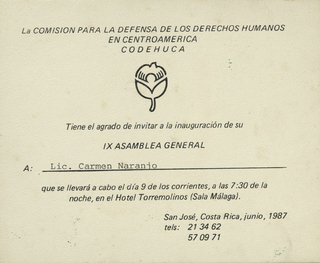 La COMISION PARA LA DEFENSA DE LOS DERECHOS HUMANOS
EN CENTROAMERICA
CODEHUCA
Tiene el agrado de invitar a la inauguración de su
IX ASAMBLEA GENERAL
A: Lic. Carmen Naranjo
que se llevará a cabo el día 9 de los corrientes, a las 7:30 de la
noche, en el Hotel Torremolinos (Sala Málaga).
San José, Costa Rica, junio, 1987
tels: 21 34 62
57 09 71